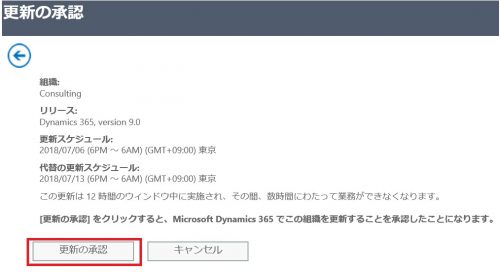 更新の承認
組織:
Consulting
リリース:
Dynamics 365, version 9.0
更新スケジュール:
2018/07/06 (6PM ～ 6AM) (GMT+09:00) 東京
代替の更新スケジュール:
2018/07/13 (6PM ～ 6AM) (GMT+09:00) 東京
この更新は 12 時間のウィンドウ中に実施され、その間、数時間にわたって業務ができなくなります。
[更新の承認] をクリックすると、Microsoft Dynamics 365 でこの組織を更新することを承認したことになります。
更新の承認
キャンセル